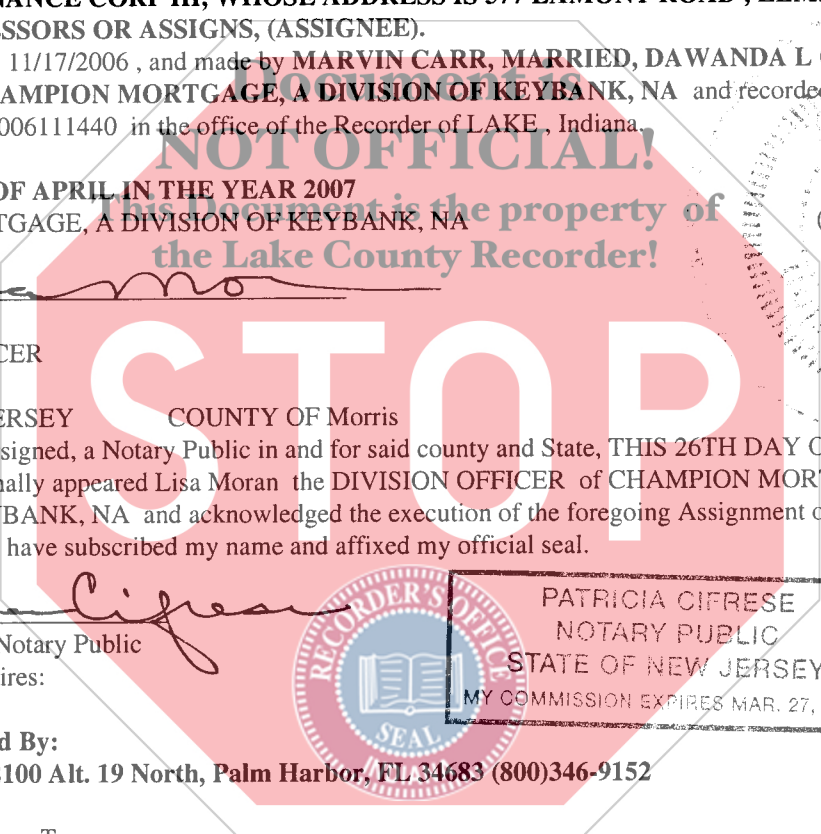 NANCE CORP III, WHOSE ADDRESS IS 577 LAMONT ROAD ,
SSORS OR ASSIGNS, (ASSIGNEE).
11/17/2006 , and made by MARVIN CARR, MARRIED, DAWANDA L
AMPION MORTGAGE, A DIVISION OF KEYBANK, NA and recorded
006111440 in the office of the Recorder of LAKE , Indiana.
Document is
NOT OFFICIAL!
This Document is the property of
the Lake County Recorder!
OF APRIL IN THE YEAR 2007
TGAGE, A DIVISION OF KEYBANK, NA
CER
STOP
ERSEY COUNTY OF Morris
signed, a Notary Public in and for said county and State, THIS 26TH DAY O
nally appeared Lisa Moran the DIVISION OFFICER of CHAMPION MORT
YBANK, NA and acknowledged the execution of the foregoing Assignment o
have subscribed my name and affixed my official seal.
Cifrese
PATRICIA CIFRESE
NOTARY PUBLIC
STATE OF NEW JERSEY
MY COMMISSION EXPIRES MAR. 27,
RECORDER'S OFFICE
SEAL
INDIANA
Notary Public
ires:
d By:
100 Alt. 19 North, Palm Harbor, FL 34683 (800)346-9152